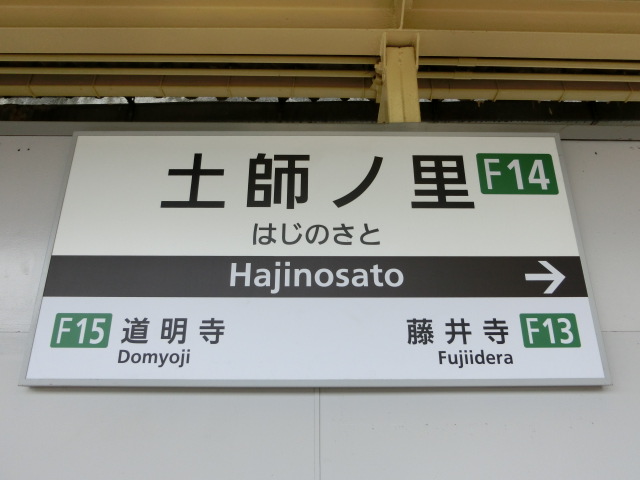 土師ノ里 F14
はじのさと
Hajinosato →
F15 道明寺 藤井寺 F13
Domyoji Fujiidera